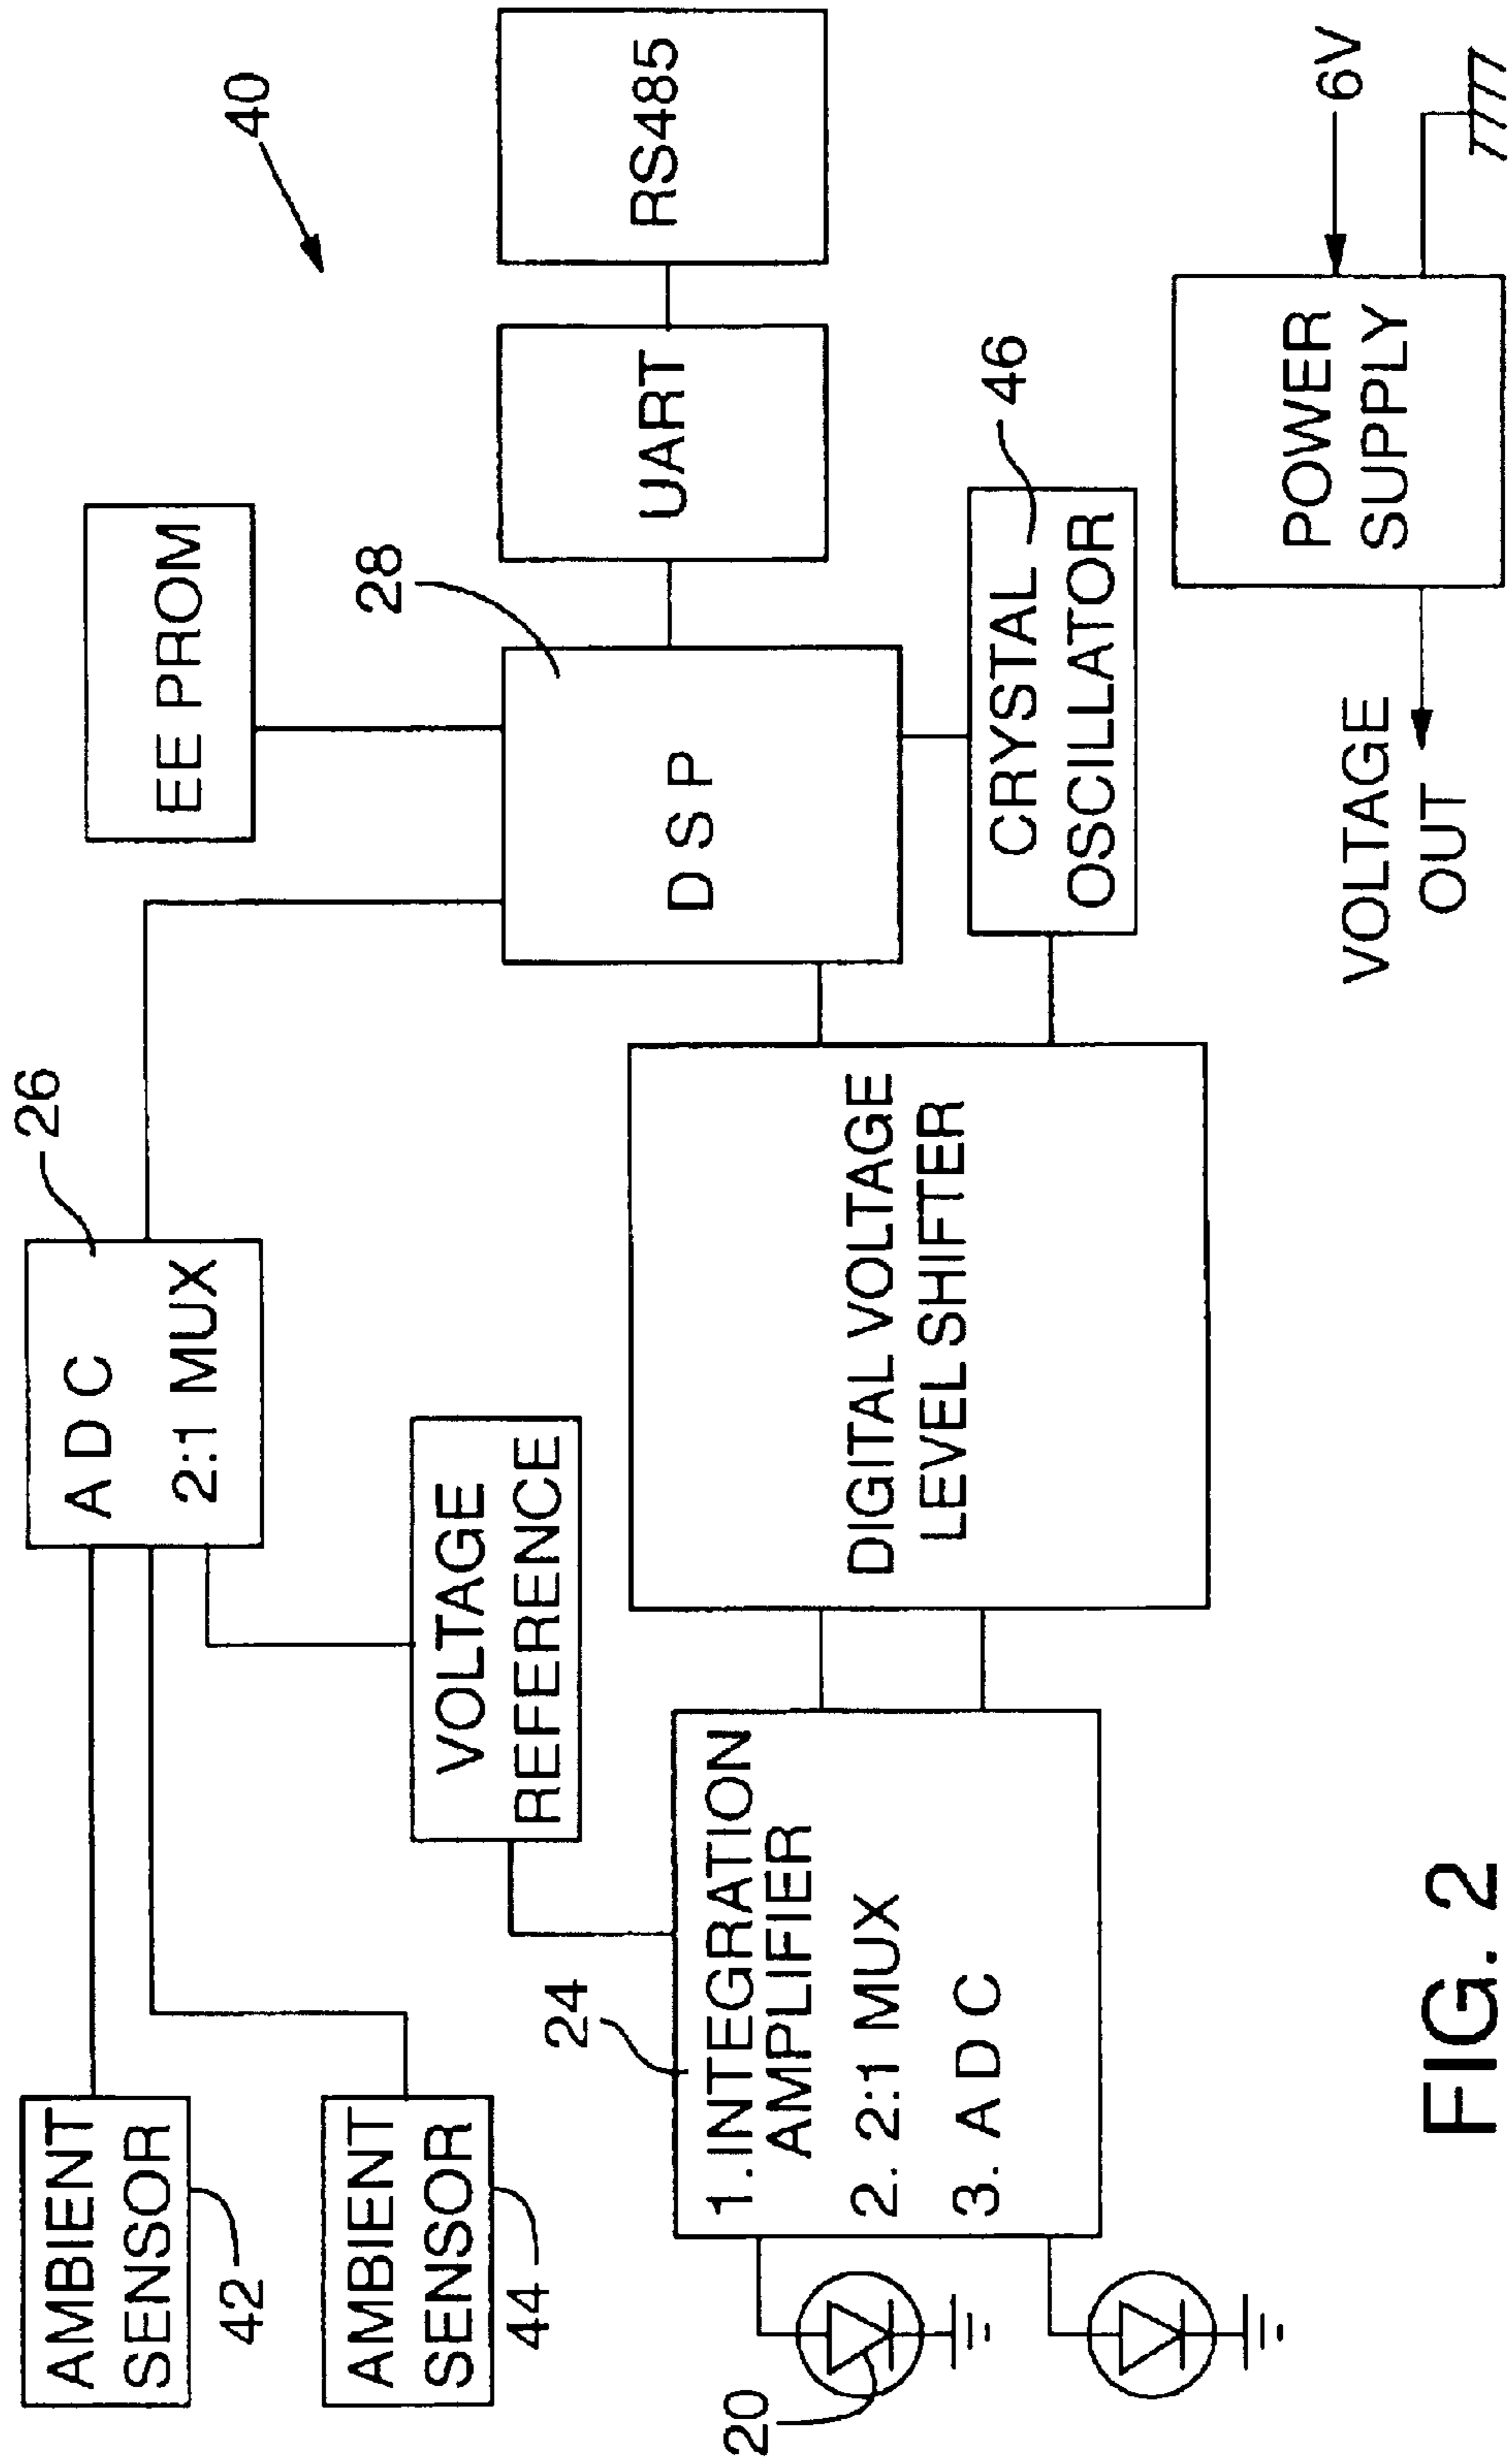 40
AMBIENT
SENSOR
42
AMBIENT
SENSOR
44
A D C
2:1 MUX
26
VOLTAGE
REFERENCE
EE PROM
28
D S P
UART
RS485
20
24
1. INTEGRATION
AMPLIFIER
2. 2:1 MUX
3. A D C
DIGITAL VOLTAGE
LEVEL SHIFTER
CRYSTAL
OSCILLATOR
46
VOLTAGE
OUT
POWER
SUPPLY
6V
FIG. 2